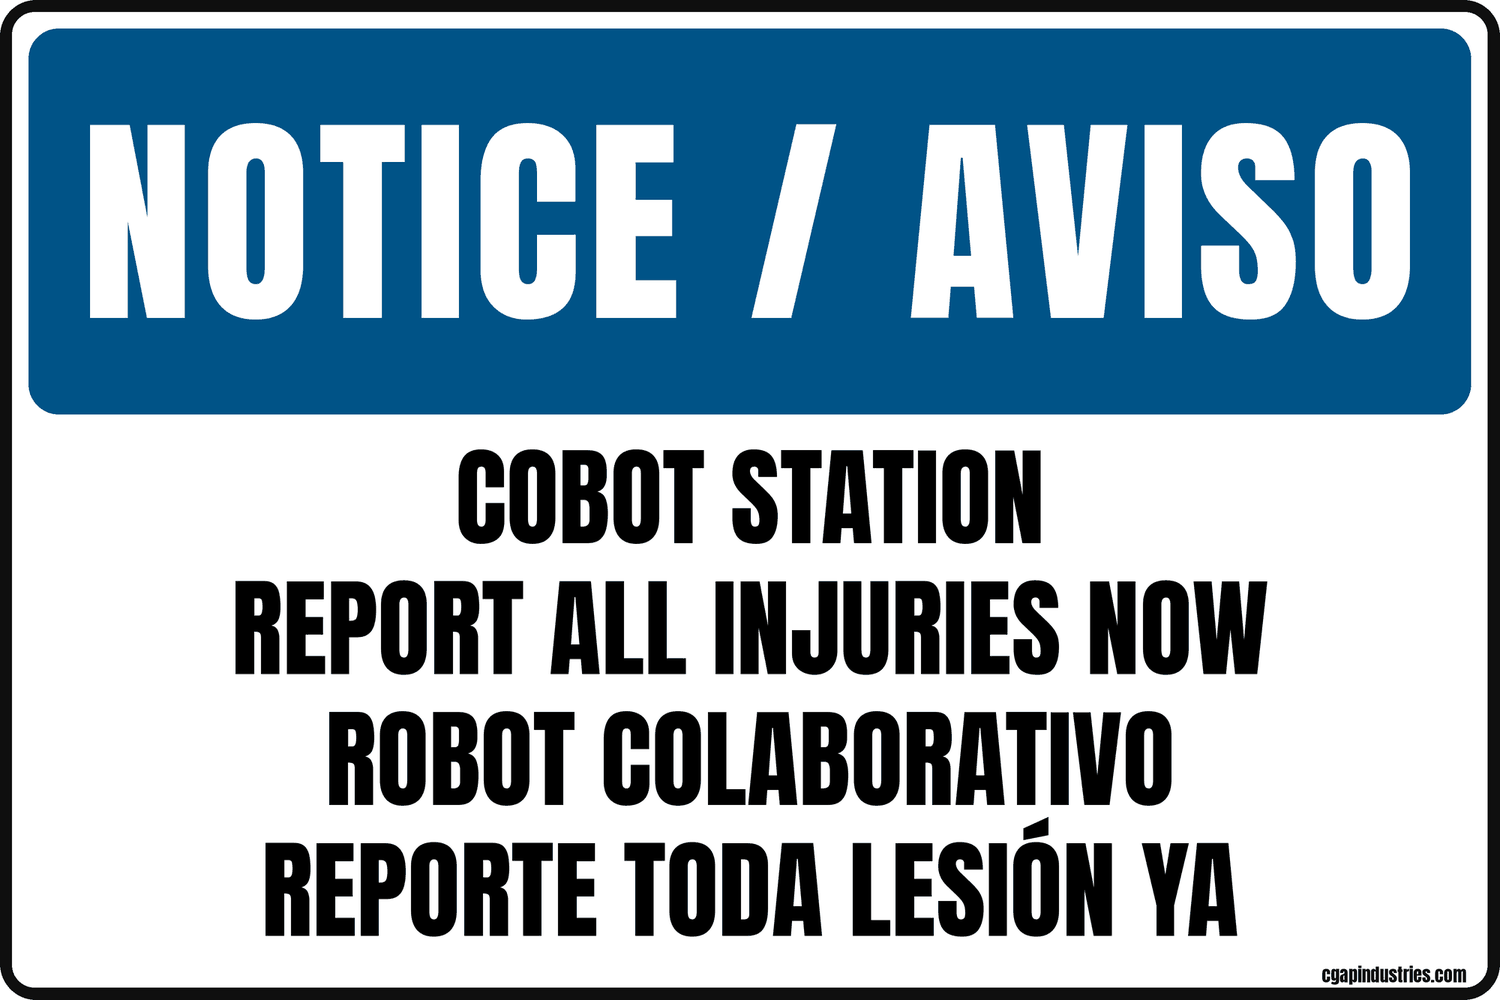 NOTICE / AVISO
COBOT STATION
REPORT ALL INJURIES NOW
ROBOT COLABORATIVO
REPORTE TODA LESIÓN YA
cgapindustries.com